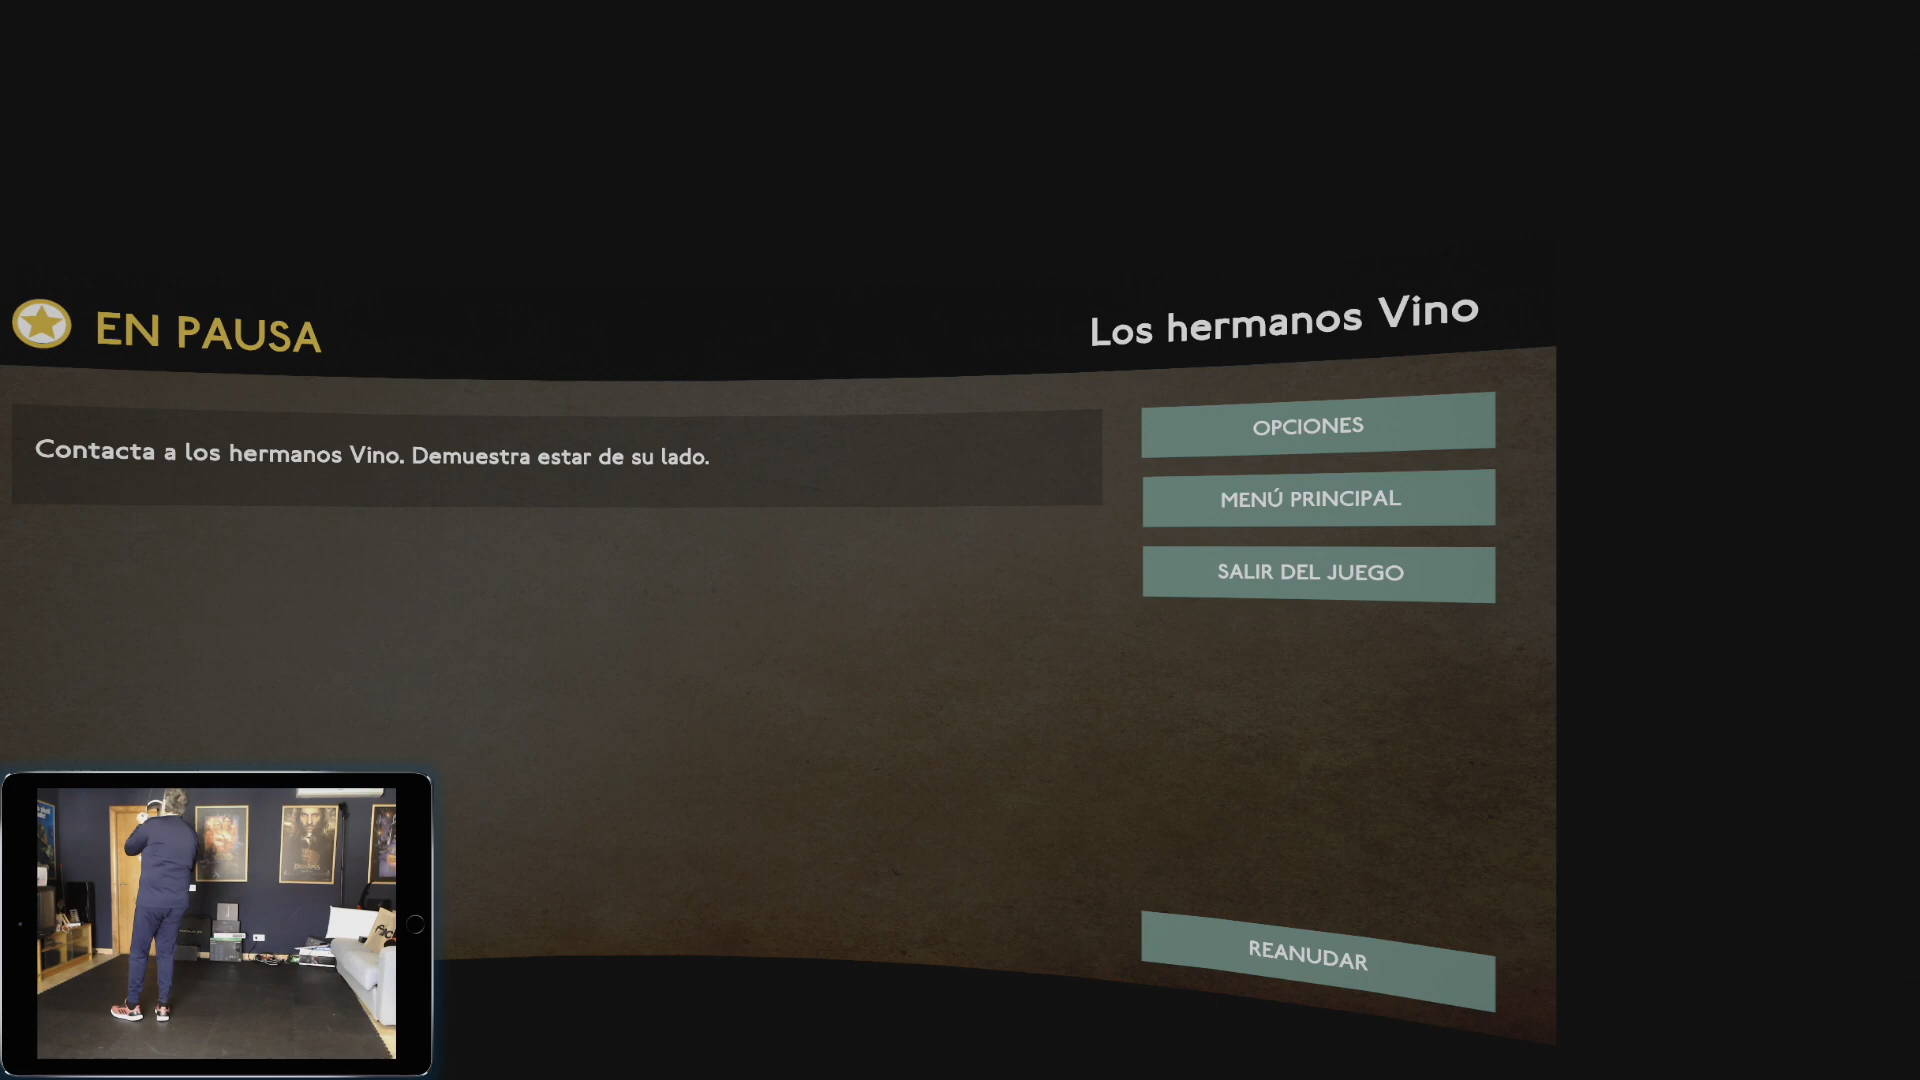 EN PAUSA
Los hermanos Vino
Contacta a los hermanos Vino. Demuestra estar de su lado.
OPCIONES
MENÚ PRINCIPAL
SALIR DEL JUEGO
REANUDAR